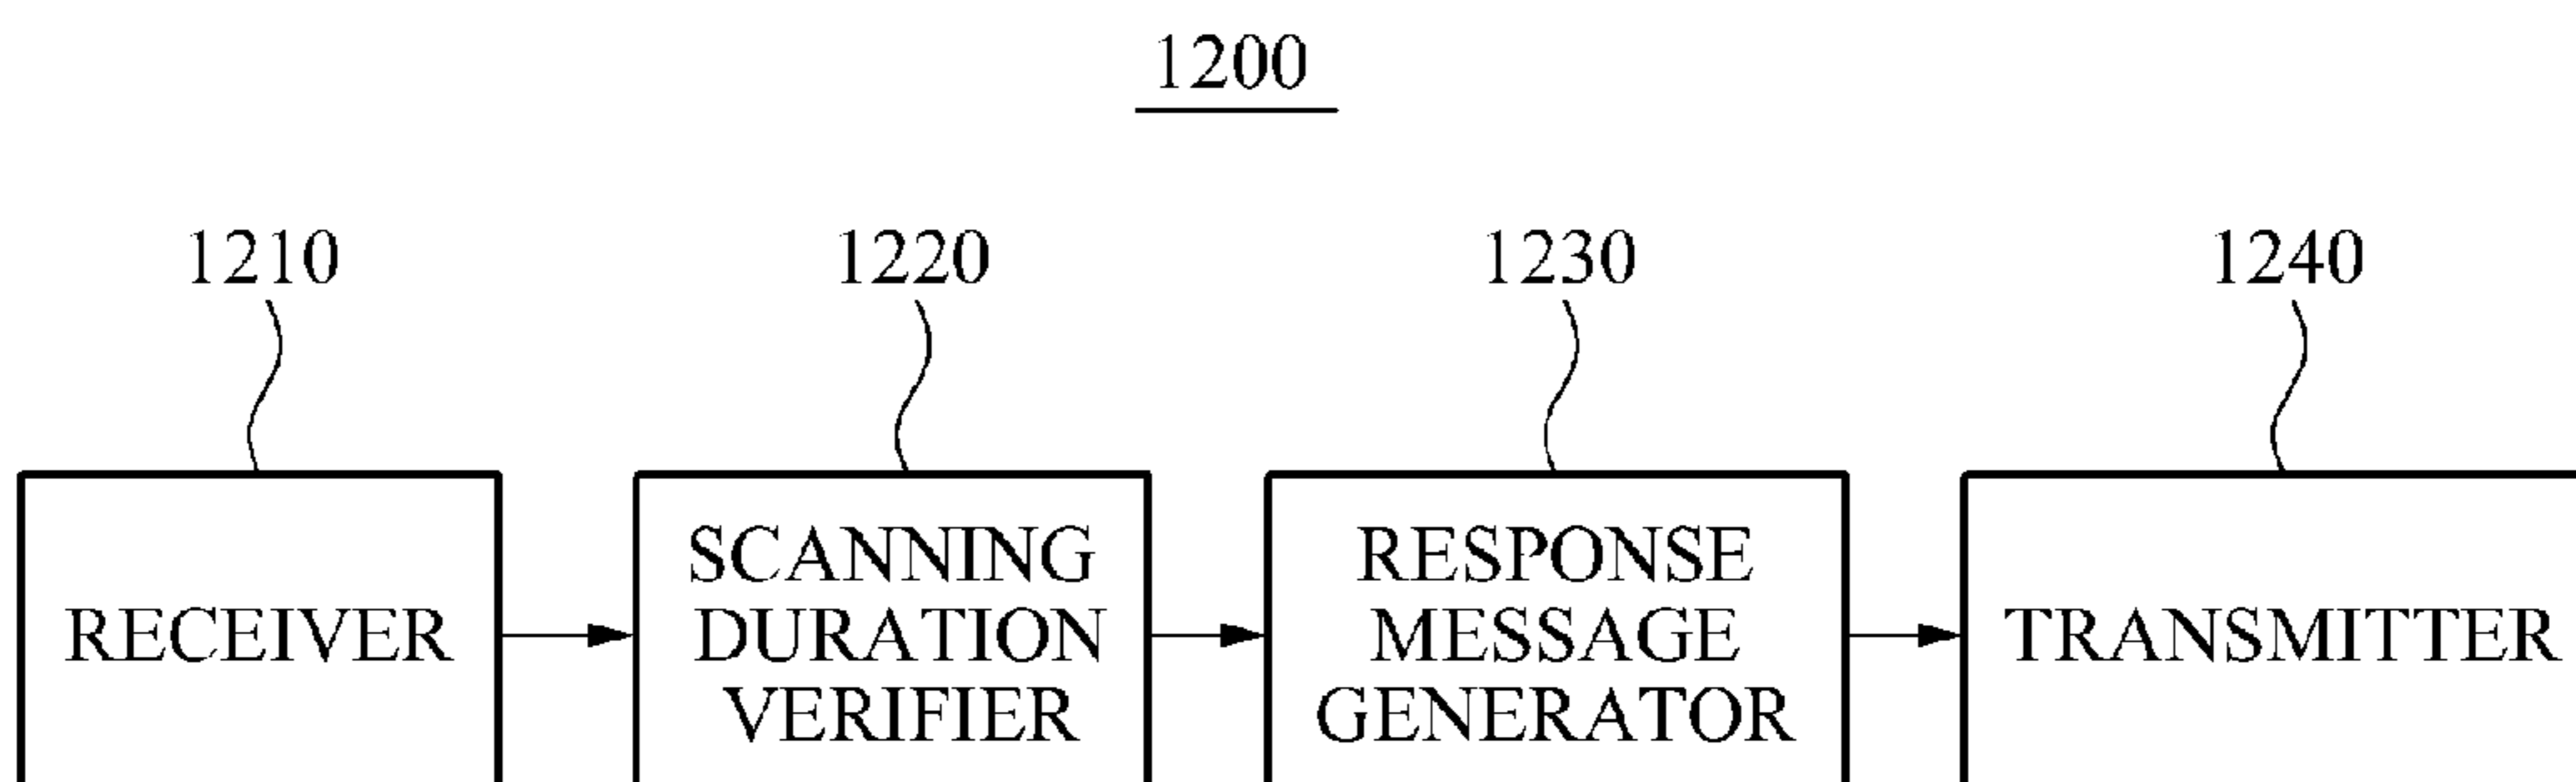 1200
1210 1220 1230 1240
RECEIVER
SCANNING
DURATION
VERIFIER
RESPONSE
MESSAGE
GENERATOR
TRANSMITTER